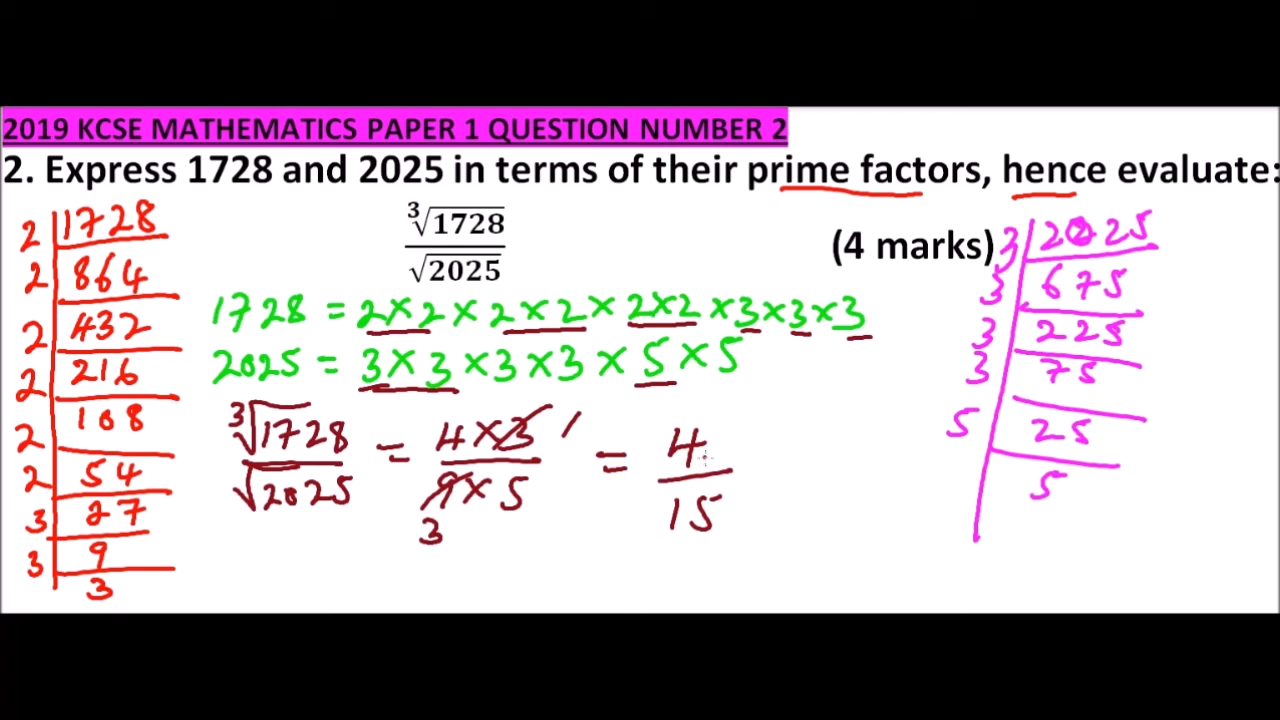 2019 KCSE MATHEMATICS PAPER 1 QUESTION NUMBER 2
2. Express 1728 and 2025 in terms of their prime factors, hence evaluate:
∛1728
√2025
(4 marks)
2 | 1728
2 | 864
2 | 432
2 | 216
2 | 108
2 | 54
3 | 27
3 | 9
3
1728 = 2×2 × 2×2 × 2×2 ×3×3×3
2025 = 3×3×3×3×5×5
∛1728 / √2025 = 4×3 1 / 9×5 3 = 4 / 15
3 | 2025
3 | 675
3 | 225
3 | 75
5 | 25
5